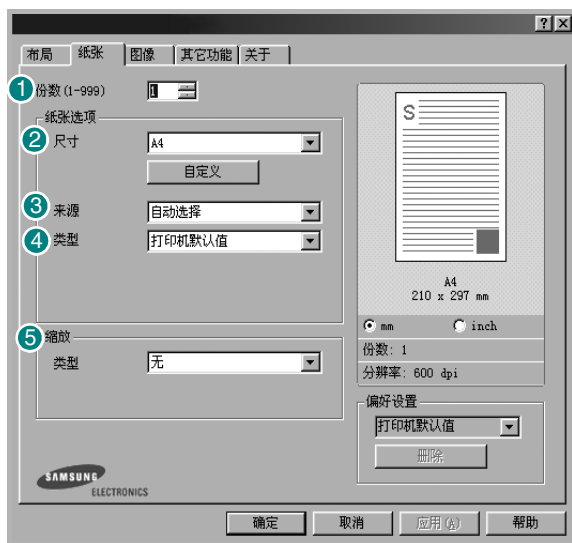 ? x
布局 纸张 图像 其它功能 关于
1 份数(1-999) 1
纸张选项
2 尺寸 A4
自定义
3 来源 自动选择
4 类型 打印机默认值
5 缩放
类型 无
S
A4
210 x 297 mm
mm inch
份数: 1
分辨率: 600 dpi
偏好设置
打印机默认值
删除
SAMSUNG
ELECTRONICS
确定 取消 应用(A) 帮助